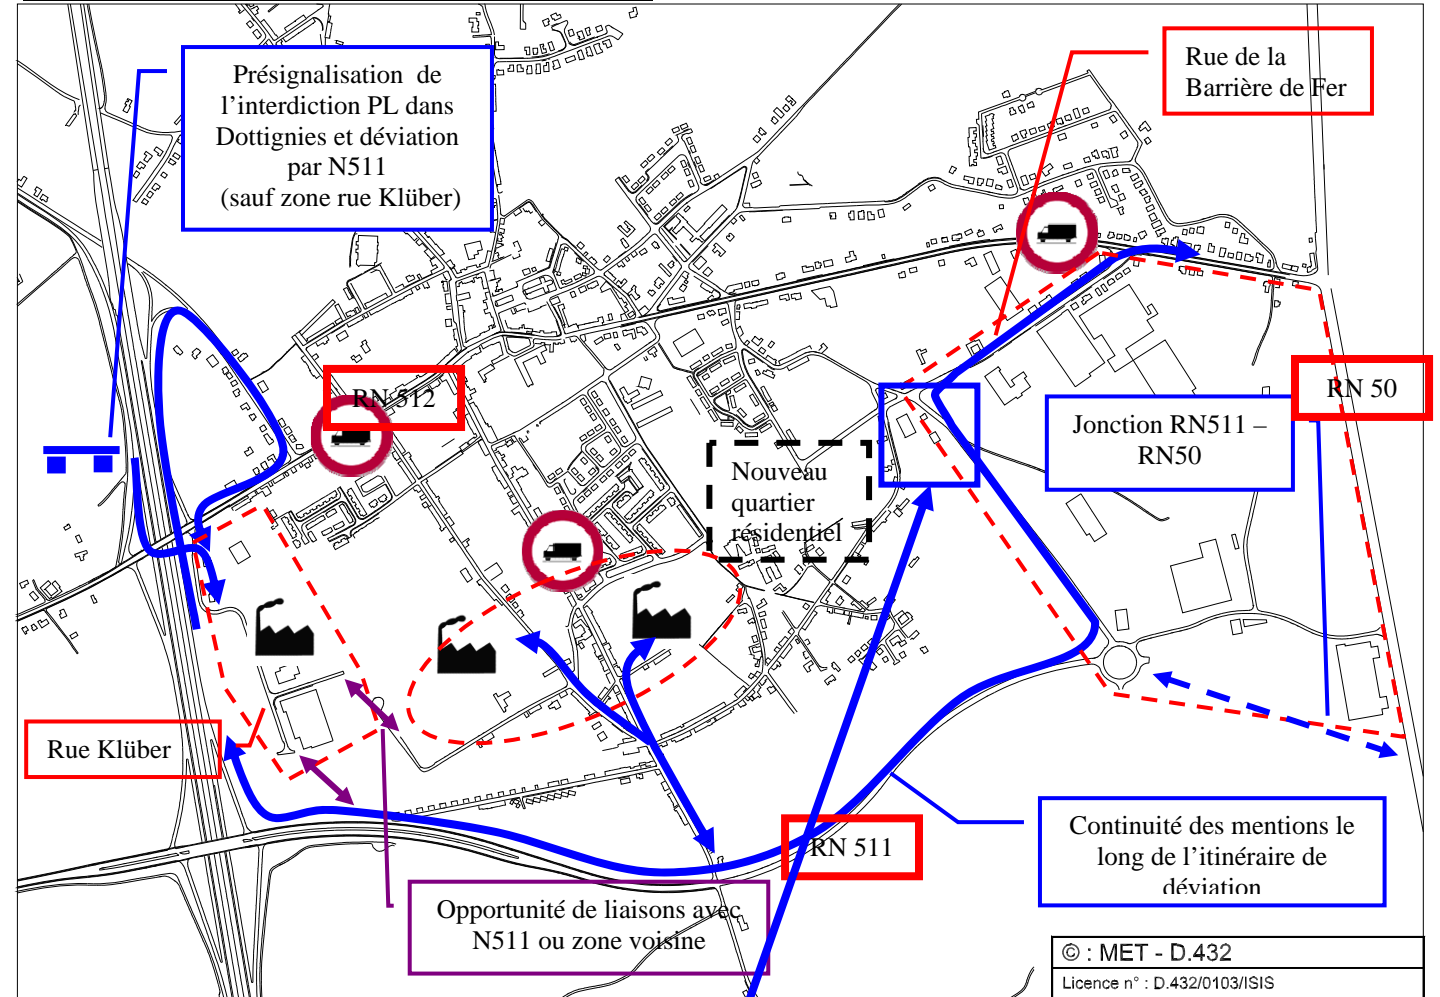 Présignalisation de
l'interdiction PL dans
Dottignies et déviation
par N511
(sauf zone rue Klüber)
Rue de la
Barrière de Fer
RN 512
RN 50
Jonction RN511 –
RN50
Nouveau
quartier
résidentiel
Rue Klüber
RN 511
Continuité des mentions le
long de l'itinéraire de
déviation
Opportunité de liaisons avec
N511 ou zone voisine
© : MET - D.432
Licence n° : D.432/0103/ISIS